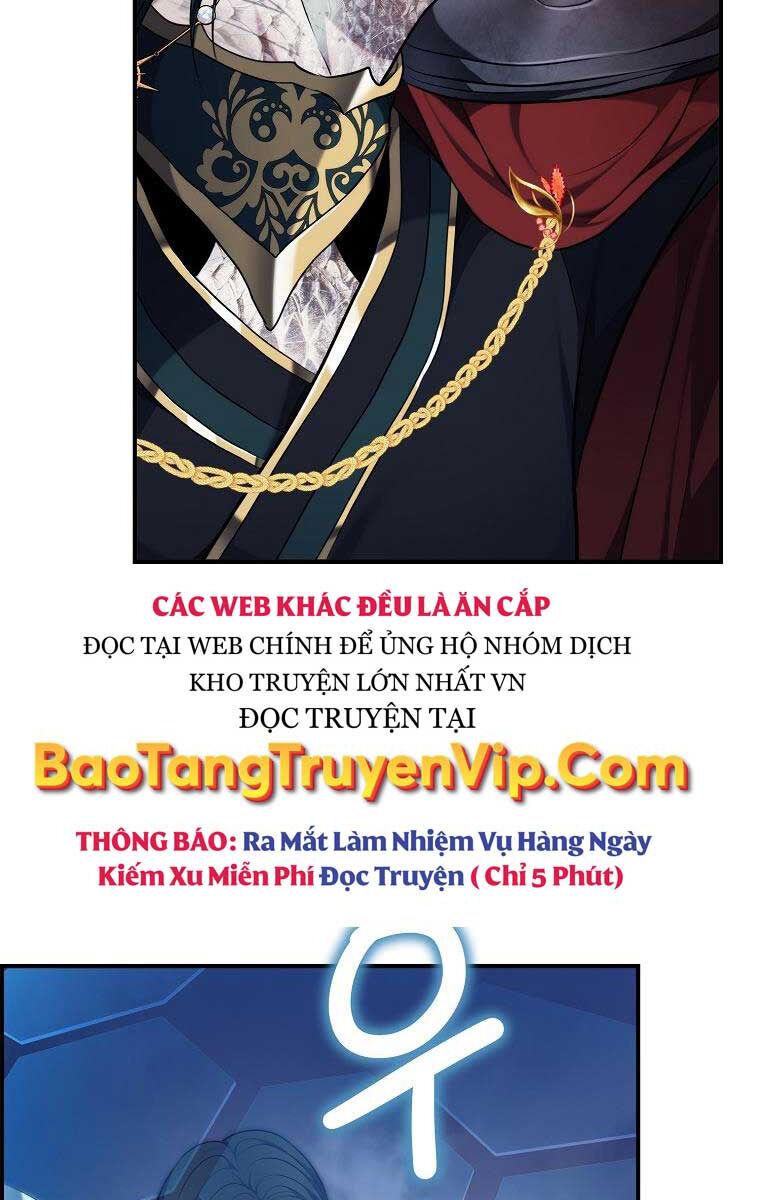 CÁC WEB KHÁC ĐỀU LÀ ĂN CẮP
ĐỌC TẠI WEB CHÍNH ĐỂ ỦNG HỘ NHÓM DỊCH
KHO TRUYỆN LỚN NHẤT VN
ĐỌC TRUYỆN TẠI
BaoTangTruyenVip.Com
THÔNG BÁO: Ra Mắt Làm Nhiệm Vụ Hàng Ngày
Kiếm Xu Miễn Phí Đọc Truyện ( Chỉ 5 Phút)
우우